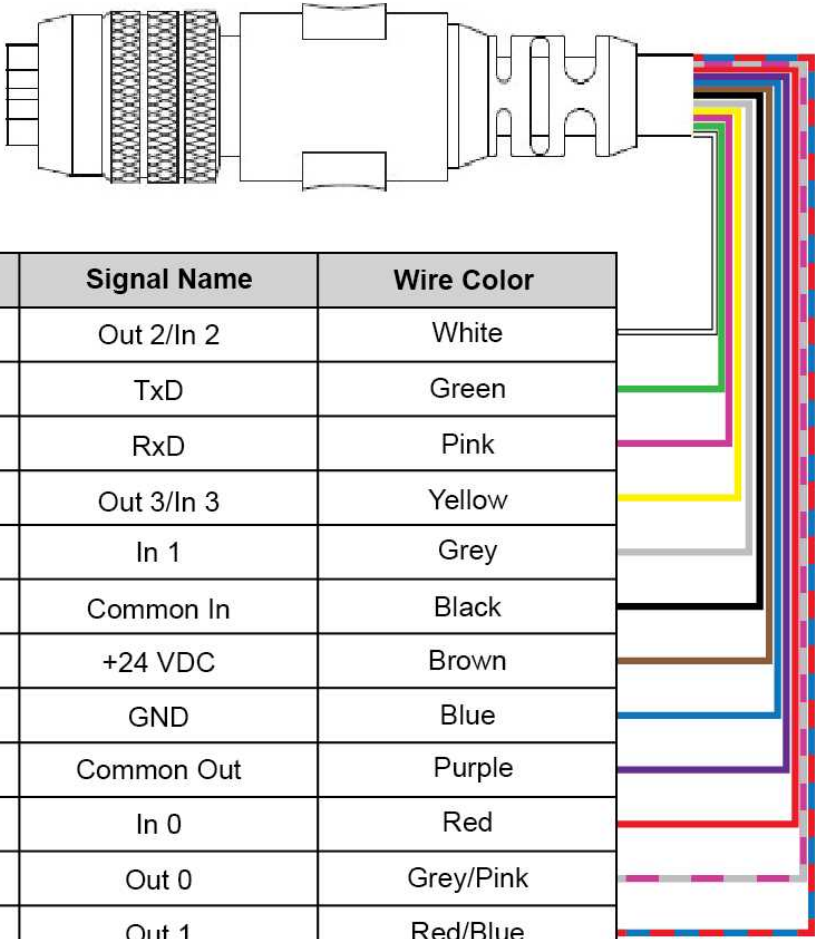 Signal Name Wire Color
Out 2/In 2 White
TxD Green
RxD Pink
Out 3/In 3 Yellow
In 1 Grey
Common In Black
+24 VDC Brown
GND Blue
Common Out Purple
In 0 Red
Out 0 Grey/Pink
Out 1 Red/Blue